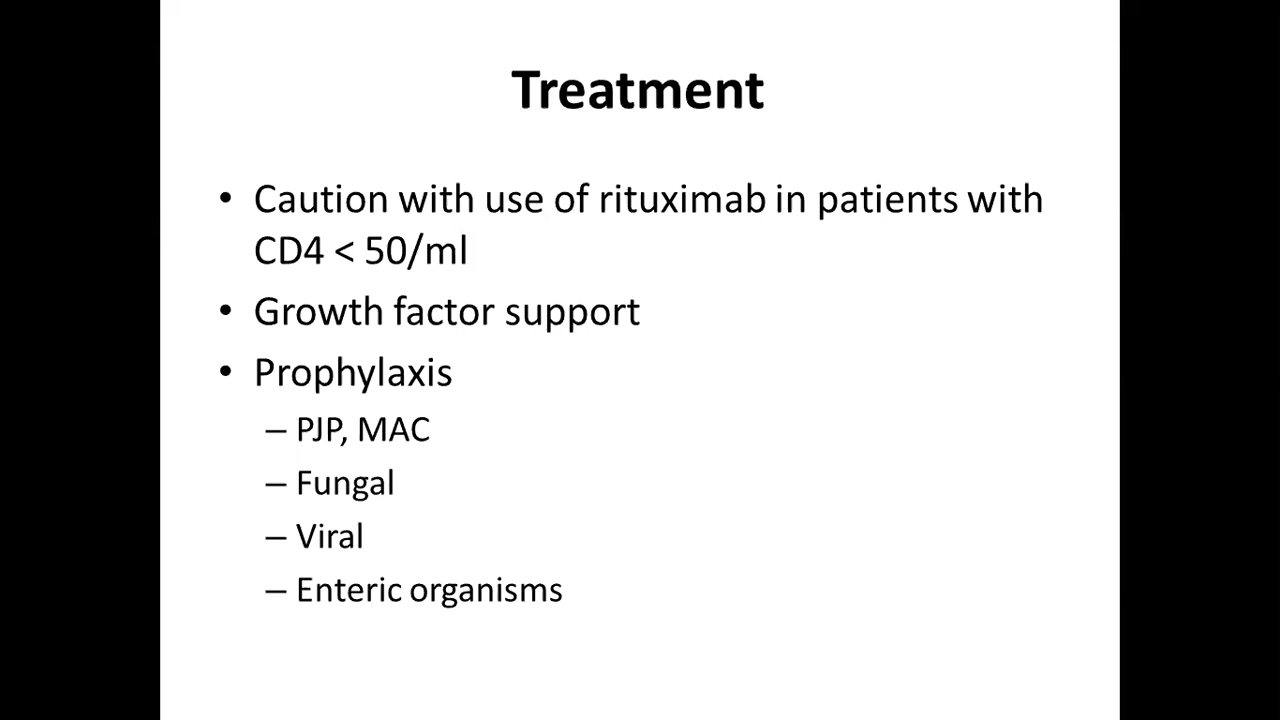 Treatment
• Caution with use of rituximab in patients with
CD4 < 50/ml
• Growth factor support
• Prophylaxis
– PJP, MAC
– Fungal
– Viral
– Enteric organisms